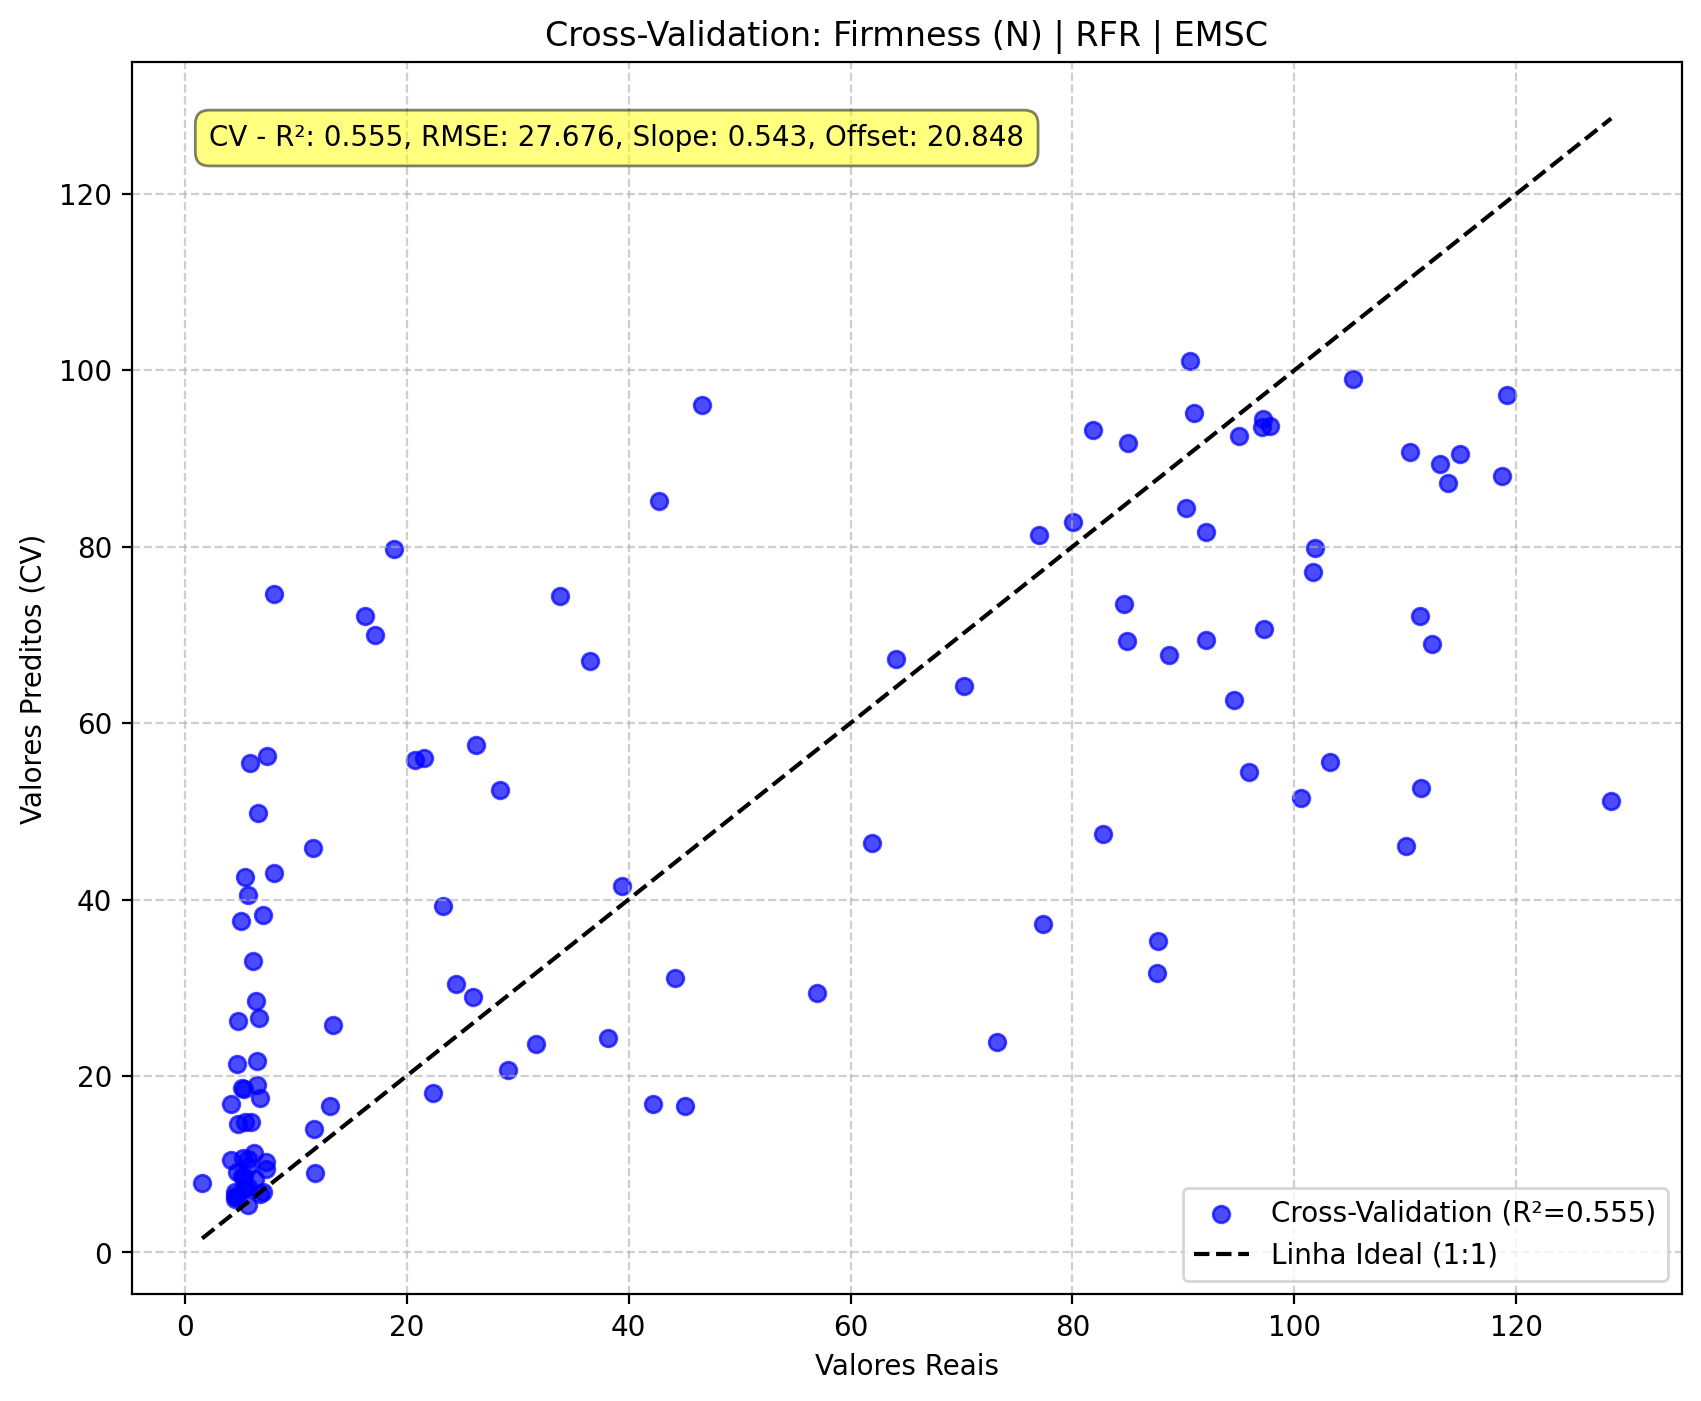 Cross-Validation: Firmness (N) | RFR | EMSC
CV - R²: 0.555, RMSE: 27.676, Slope: 0.543, Offset: 20.848
Valores Preditos (CV)
120
100
80
60
40
20
0
Cross-Validation (R²=0.555)
Linha Ideal (1:1)
0 20 40 60 80 100 120
Valores Reais